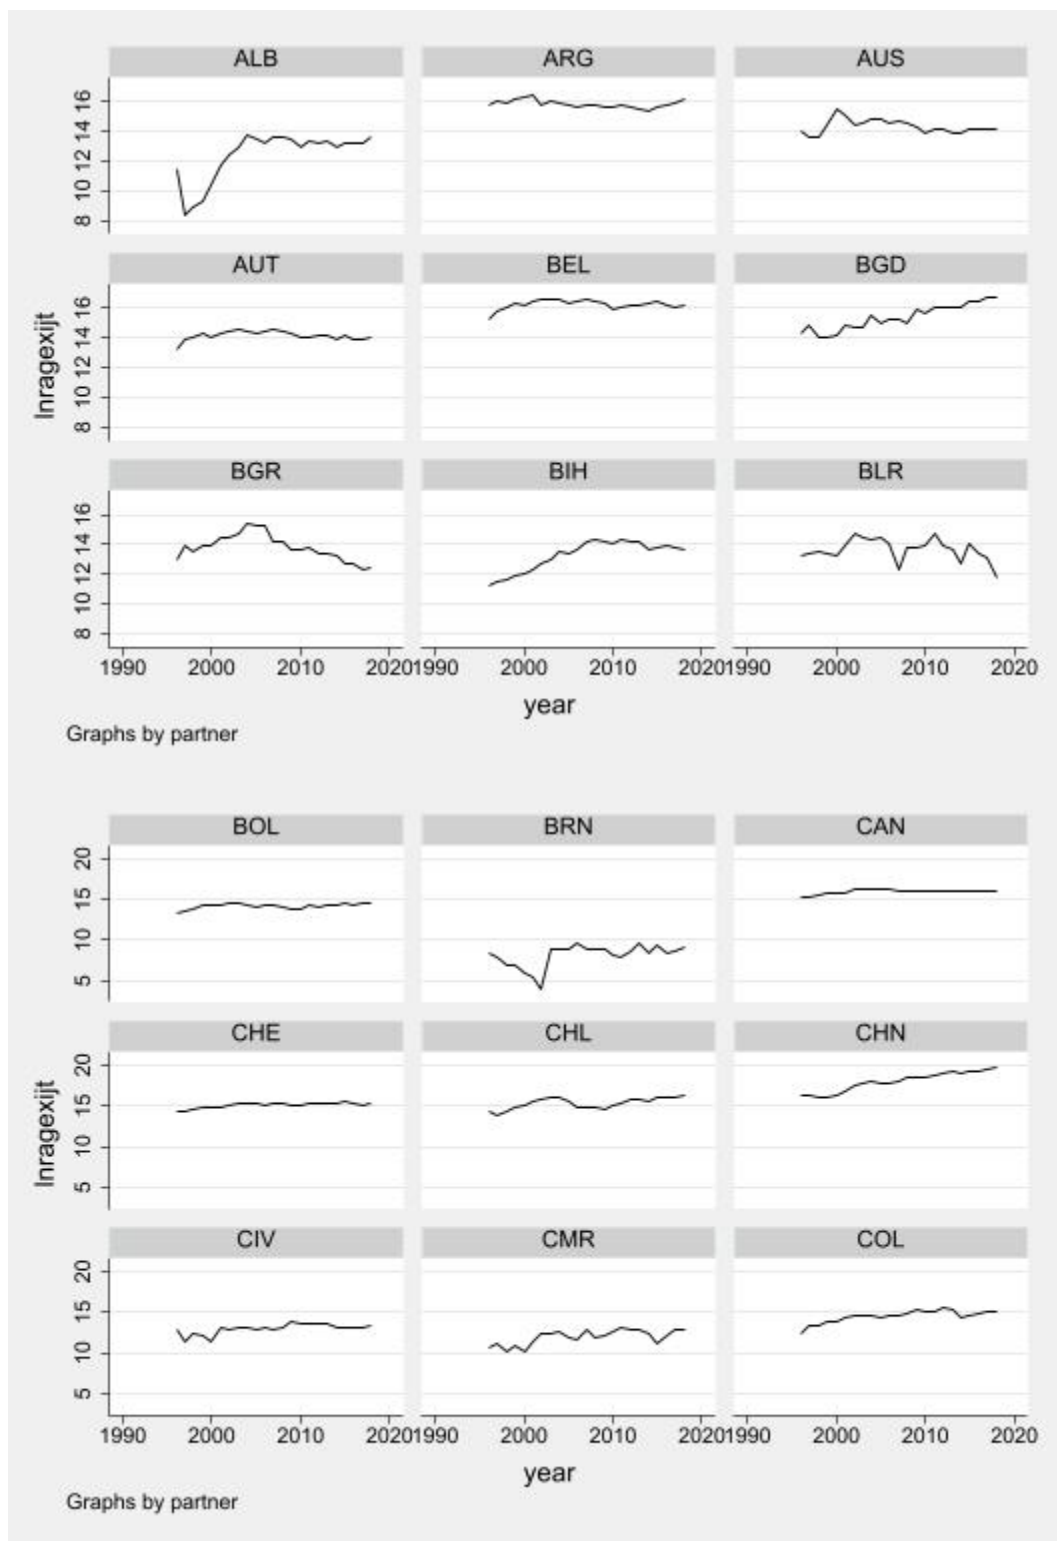 ALB ARG AUS
16
14
12
10
8
AUT BEL BGD
16
14
12
10
8
lnragexijt
BGR BIH BLR
16
14
12
10
8
1990 2000 2010 2020 1990 2000 2010 2020 1990 2000 2010 2020
year
Graphs by partner
BOL BRN CAN
20
15
10
5
CHE CHL CHN
20
15
10
5
lnragexijt
CIV CMR COL
20
15
10
5
1990 2000 2010 2020 1990 2000 2010 2020 1990 2000 2010 2020
year
Graphs by partner